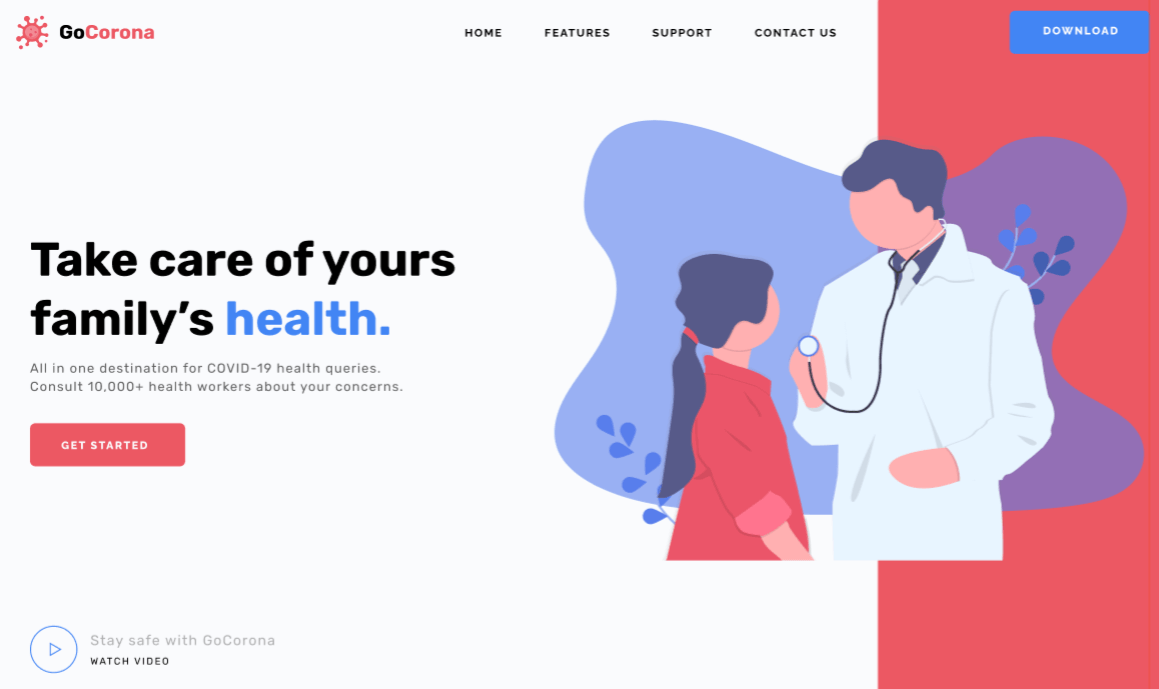 GoCorona
HOME FEATURES SUPPORT CONTACT US
DOWNLOAD
Take care of yours
family’s health.
All in one destination for COVID-19 health queries.
Consult 10,000+ health workers about your concerns.
GET STARTED
Stay safe with GoCorona
WATCH VIDEO